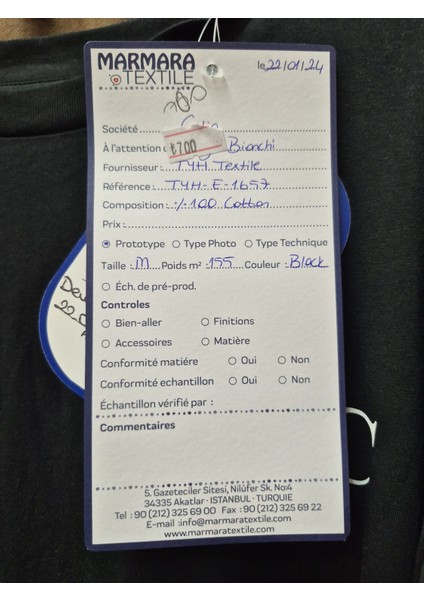 MARMARA
TEXTILE
le 22/01/24
700
Société
₺700
À l'attention Bianchi
Fournisseur: TYH Textile
Référence: TYH-E-1657
Composition: %100 Cotton
Prix:
Prototype Type Photo Type Technique
Taille: M Poids m²: 155 Couleur: Black
Éch. de pré-prod.
Controles
Bien-aller Finitions
Accessoires Matière
Conformité matiére Oui Non
Conformité echantillon Oui Non
Échantillon vérifié par :
Commentaires
5. Gazeteciler Sitesi, Nilüfer Sk. No:4
34335 Akatlar · ISTANBUL · TURQUIE
Tel : 90 (212) 325 69 00 Fax : 90 (212) 325 69 22
E-mail :info@marmaratextile.com
www.marmaratextile.com